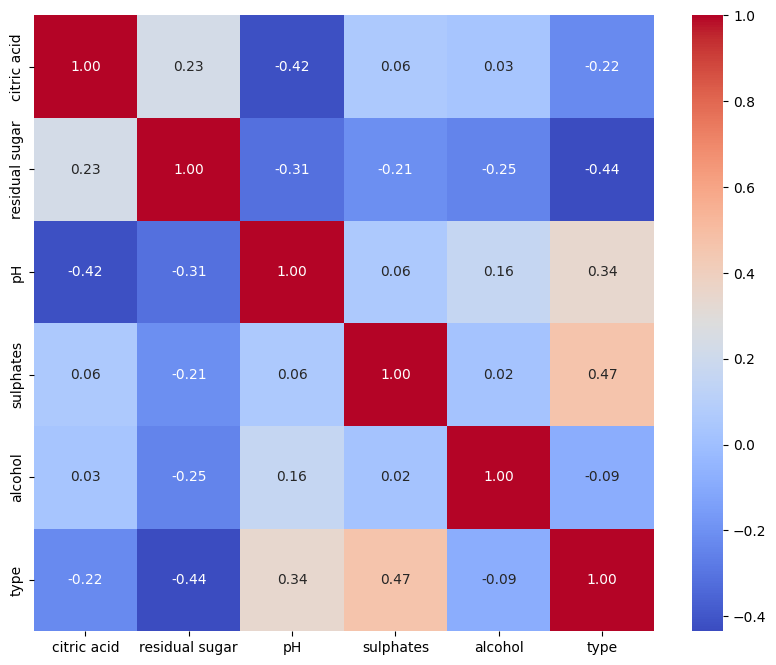 citric acid 1.00 0.23 -0.42 0.06 0.03 -0.22
residual sugar 0.23 1.00 -0.31 -0.21 -0.25 -0.44
pH -0.42 -0.31 1.00 0.06 0.16 0.34
sulphates 0.06 -0.21 0.06 1.00 0.02 0.47
alcohol 0.03 -0.25 0.16 0.02 1.00 -0.09
type -0.22 -0.44 0.34 0.47 -0.09 1.00
citric acid residual sugar pH sulphates alcohol type
1.0
0.8
0.6
0.4
0.2
0.0
−0.2
−0.4